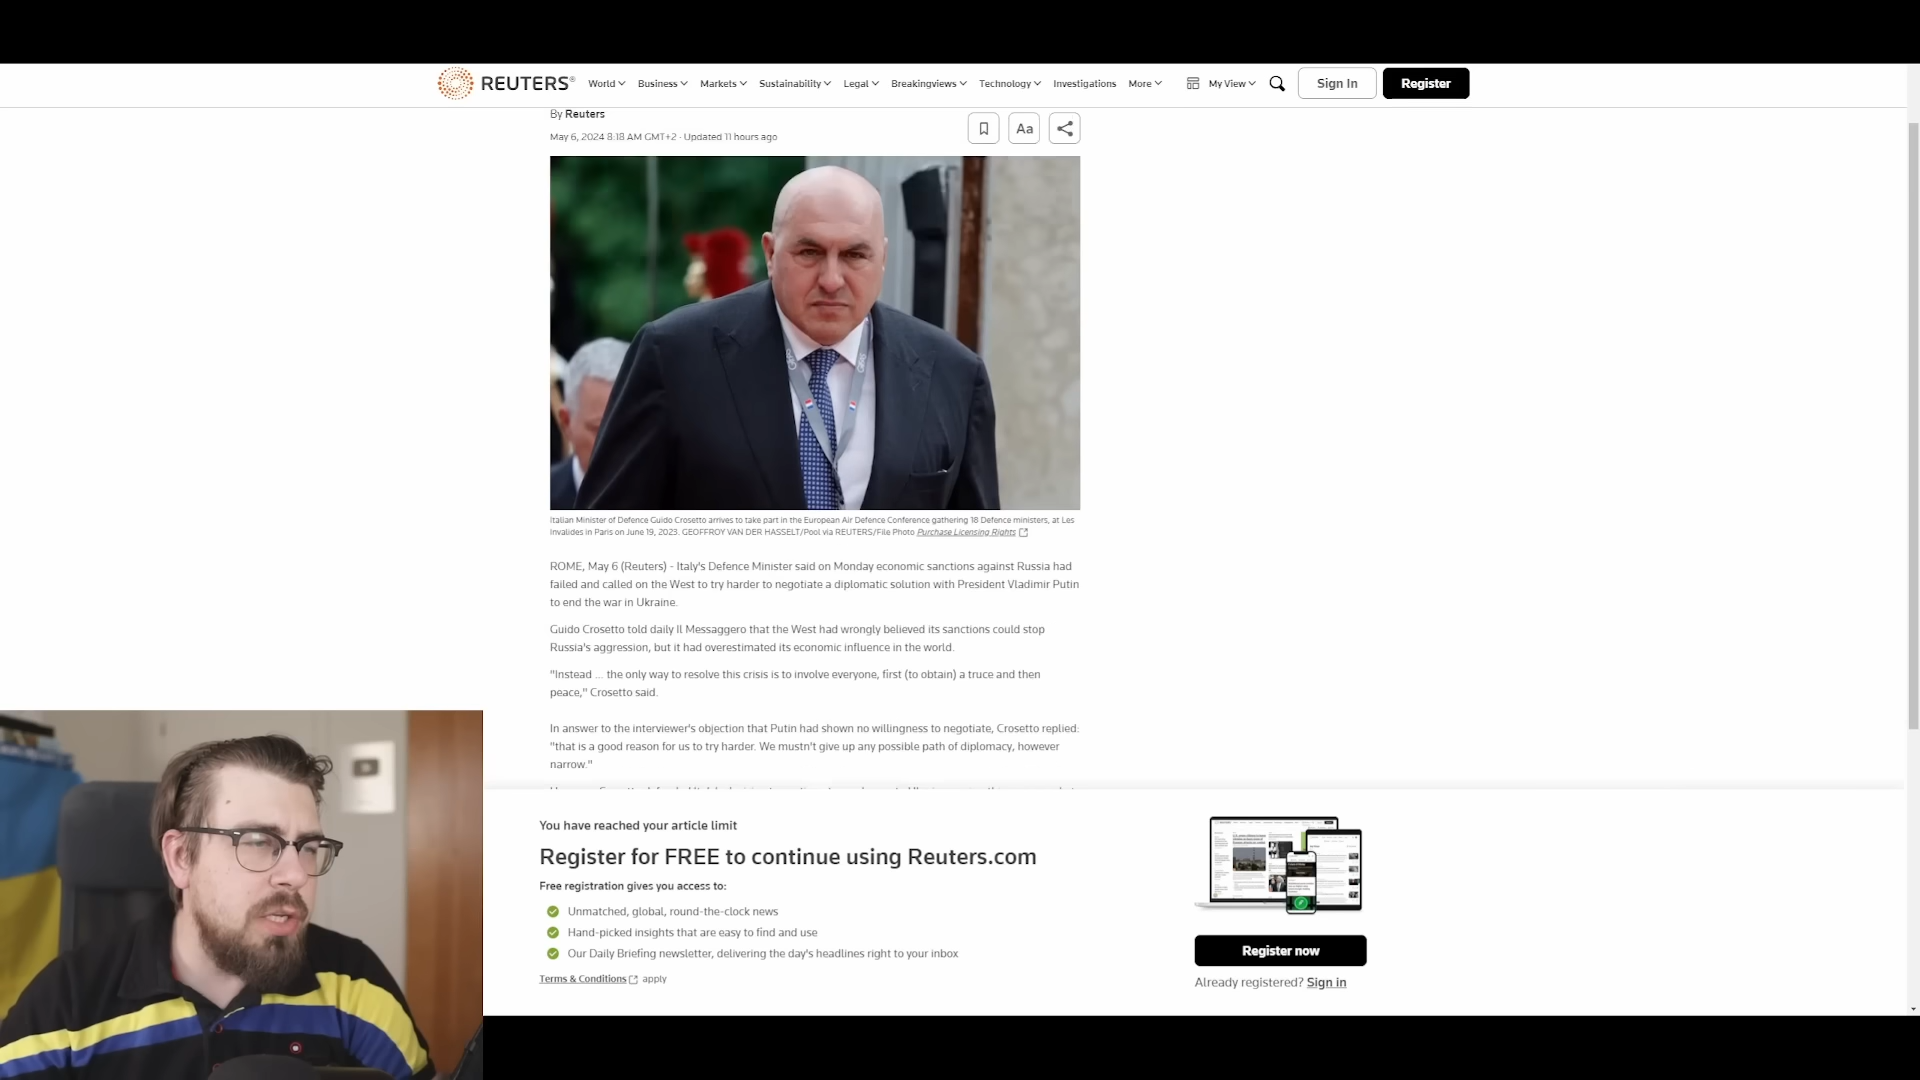 REUTERS®
World Business Markets Sustainability Legal Breakingviews Technology Investigations More My View Sign In Register
By Reuters
May 6, 2024 8:18 AM GMT+2 · Updated 11 hours ago
Aa
Italian Minister of Defence Guido Crosetto arrives to take part in the European Air Defence Conference gathering 18 Defence ministers, at Les
Invalides in Paris on June 19, 2023. GEOFFROY VAN DER HASSELT/Pool via REUTERS/File Photo Purchase Licensing Rights
ROME, May 6 (Reuters) - Italy's Defence Minister said on Monday economic sanctions against Russia had
failed and called on the West to try harder to negotiate a diplomatic solution with President Vladimir Putin
to end the war in Ukraine.
Guido Crosetto told daily Il Messaggero that the West had wrongly believed its sanctions could stop
Russia's aggression, but it had overestimated its economic influence in the world.
"Instead ... the only way to resolve this crisis is to involve everyone, first (to obtain) a truce and then
peace," Crosetto said.
In answer to the interviewer's objection that Putin had shown no willingness to negotiate, Crosetto replied:
"that is a good reason for us to try harder. We mustn't give up any possible path of diplomacy, however
narrow."
You have reached your article limit
Register for FREE to continue using Reuters.com
Free registration gives you access to:
Unmatched, global, round-the-clock news
Hand-picked insights that are easy to find and use
Our Daily Briefing newsletter, delivering the day's headlines right to your inbox
Terms & Conditions apply
Register now
Already registered? Sign in